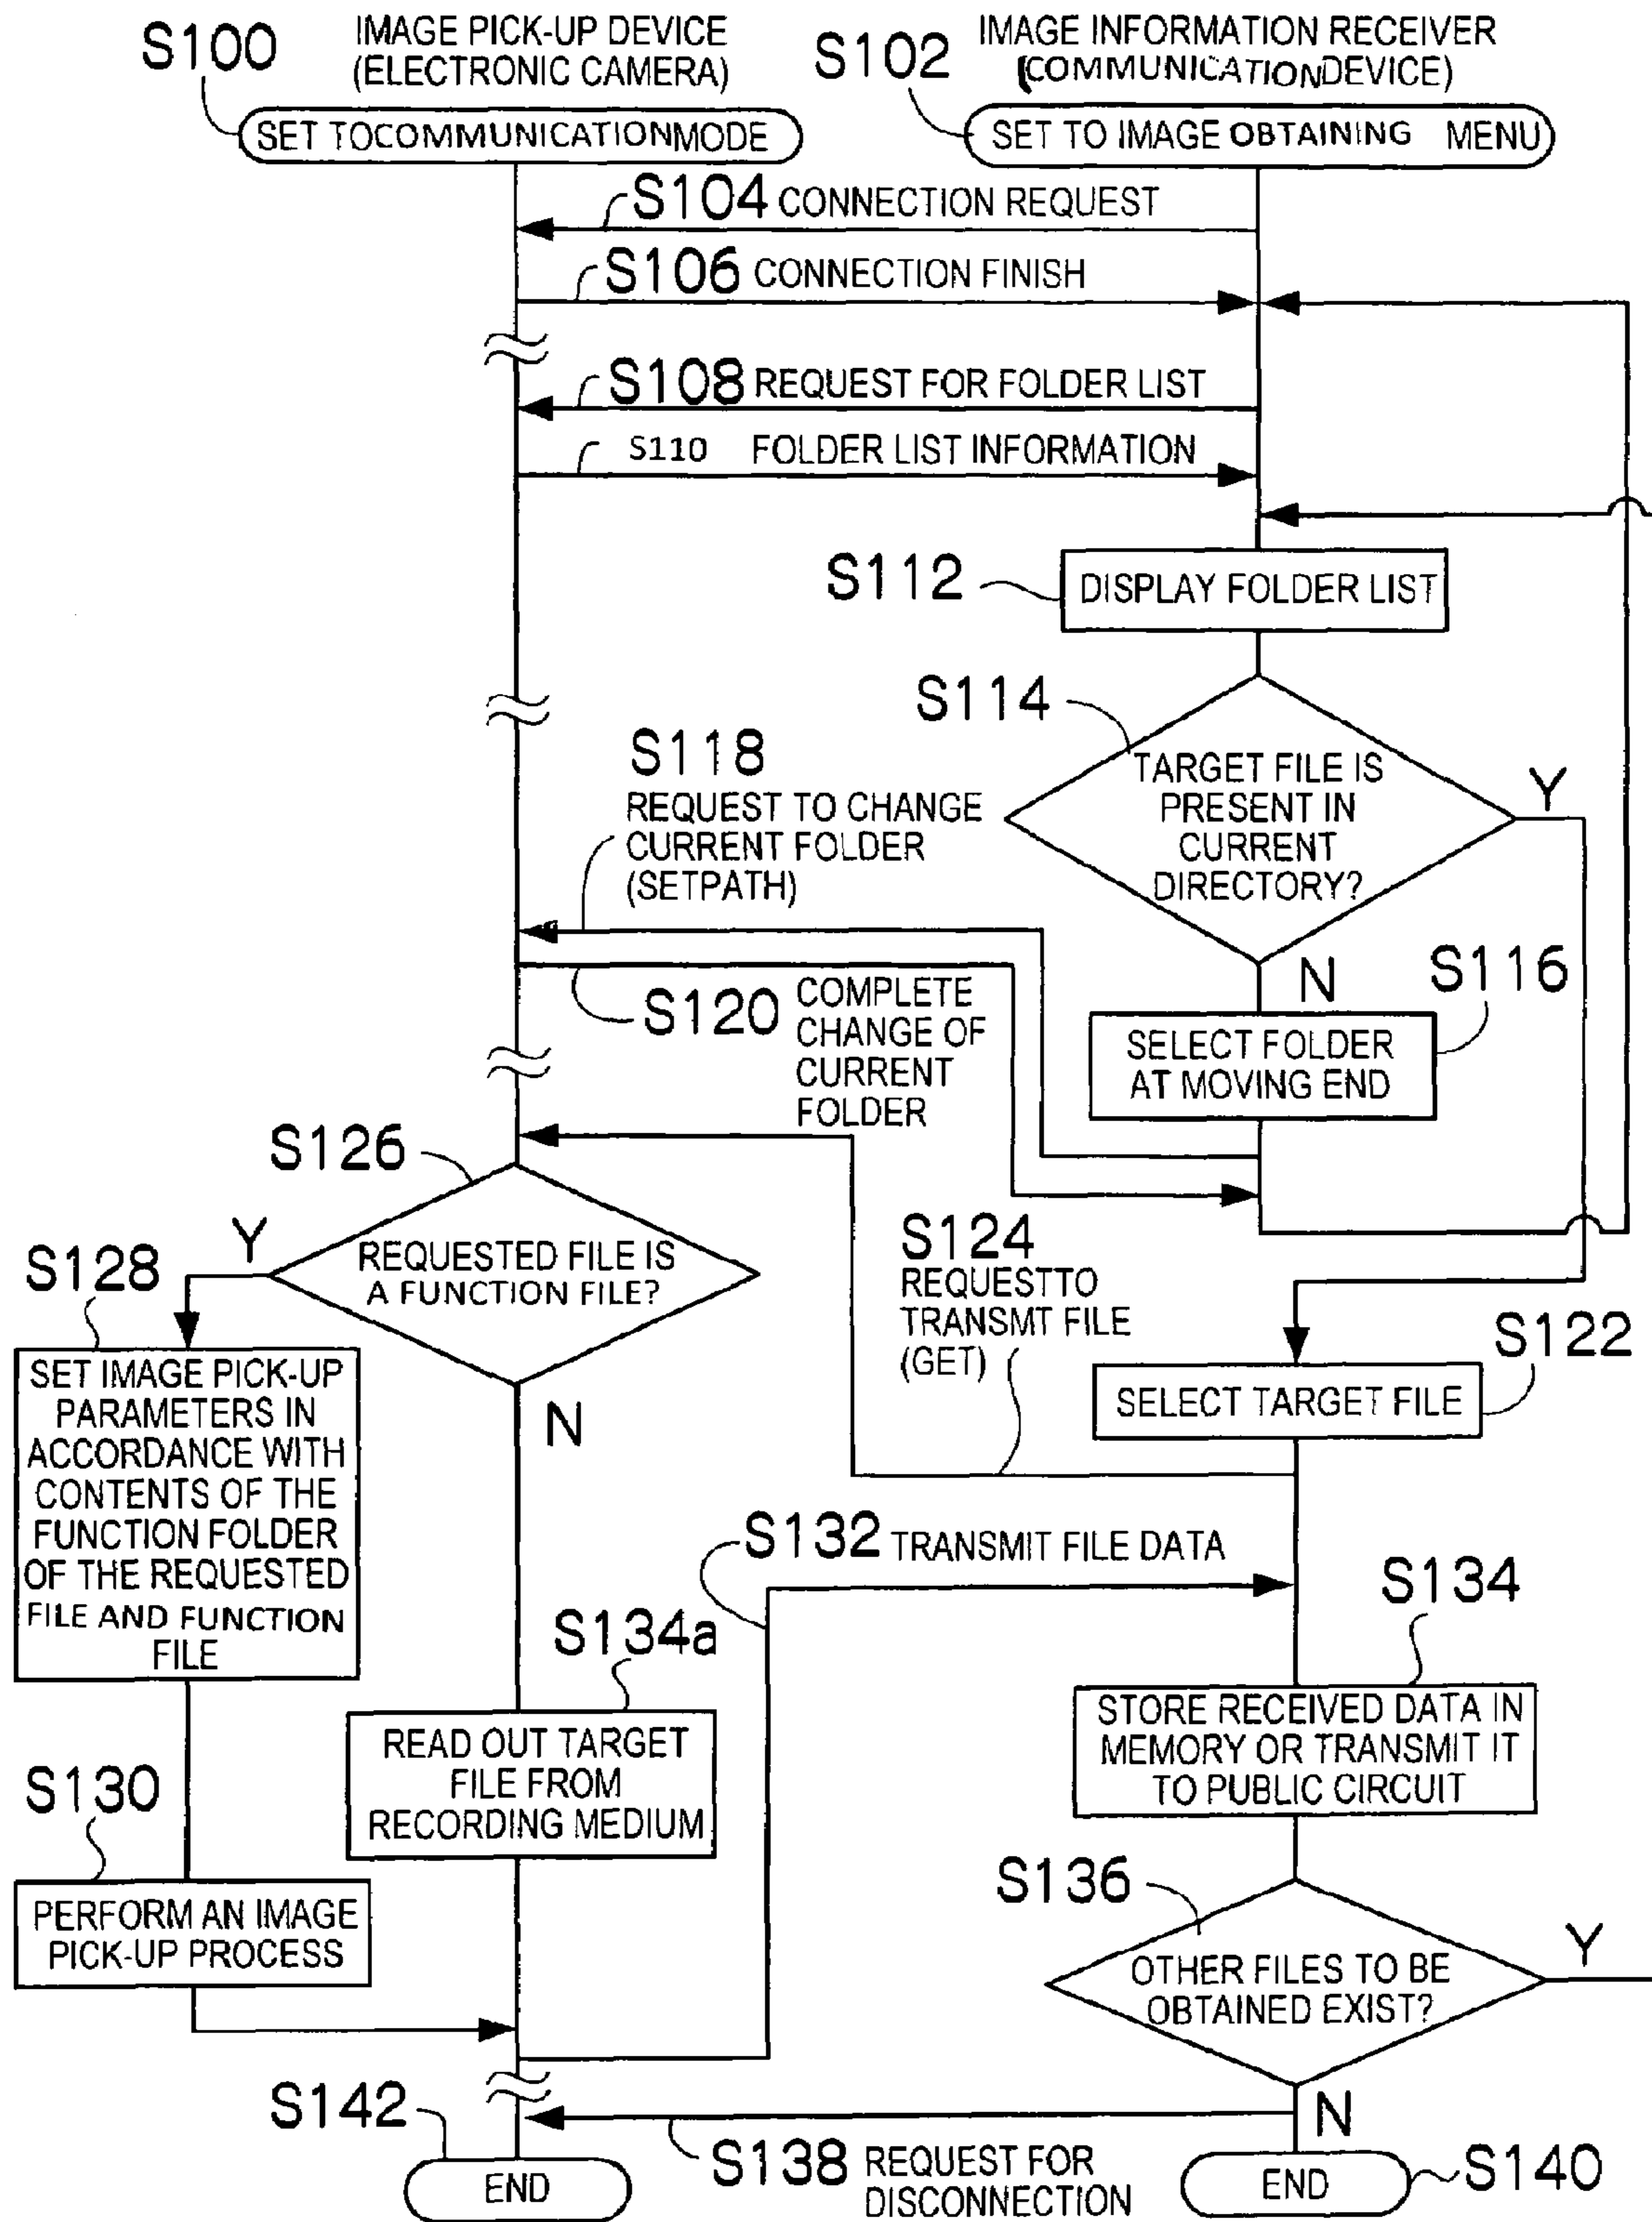 S100
IMAGE PICK-UP DEVICE
(ELECTRONIC CAMERA)
S102
IMAGE INFORMATION RECEIVER
(COMMUNICATIONDEVICE)
SET TOCOMMUNICATIONMODE
SET TO IMAGE OBTAINING MENU
S104 CONNECTION REQUEST
S106 CONNECTION FINISH
S108 REQUEST FOR FOLDER LIST
S110 FOLDER LIST INFORMATION
S112
DISPLAY FOLDER LIST
S114
TARGET FILE IS
PRESENT IN
CURRENT
DIRECTORY?
Y
S118
REQUEST TO CHANGE
CURRENT FOLDER
(SETPATH)
N
S116
SELECT FOLDER
AT MOVING END
S120
COMPLETE
CHANGE OF
CURRENT
FOLDER
S126
REQUESTED FILE IS
A FUNCTION FILE?
Y
N
S124
REQUESTTO
TRANSMT FILE
(GET)
S122
SELECT TARGET FILE
S128
SET IMAGE PICK-UP
PARAMETERS IN
ACCORDANCE WITH
CONTENTS OF THE
FUNCTION FOLDER
OF THE REQUESTED
FILE AND FUNCTION
FILE
S132 TRANSMIT FILE DATA
S134a
READ OUT TARGET
FILE FROM
RECORDING MEDIUM
S134
STORE RECEIVED DATA IN
MEMORY OR TRANSMIT IT
TO PUBLIC CIRCUIT
S130
PERFORM AN IMAGE
PICK-UP PROCESS
S136
OTHER FILES TO BE
OBTAINED EXIST?
Y
N
S142
END
S138 REQUEST FOR
DISCONNECTION
END
S140